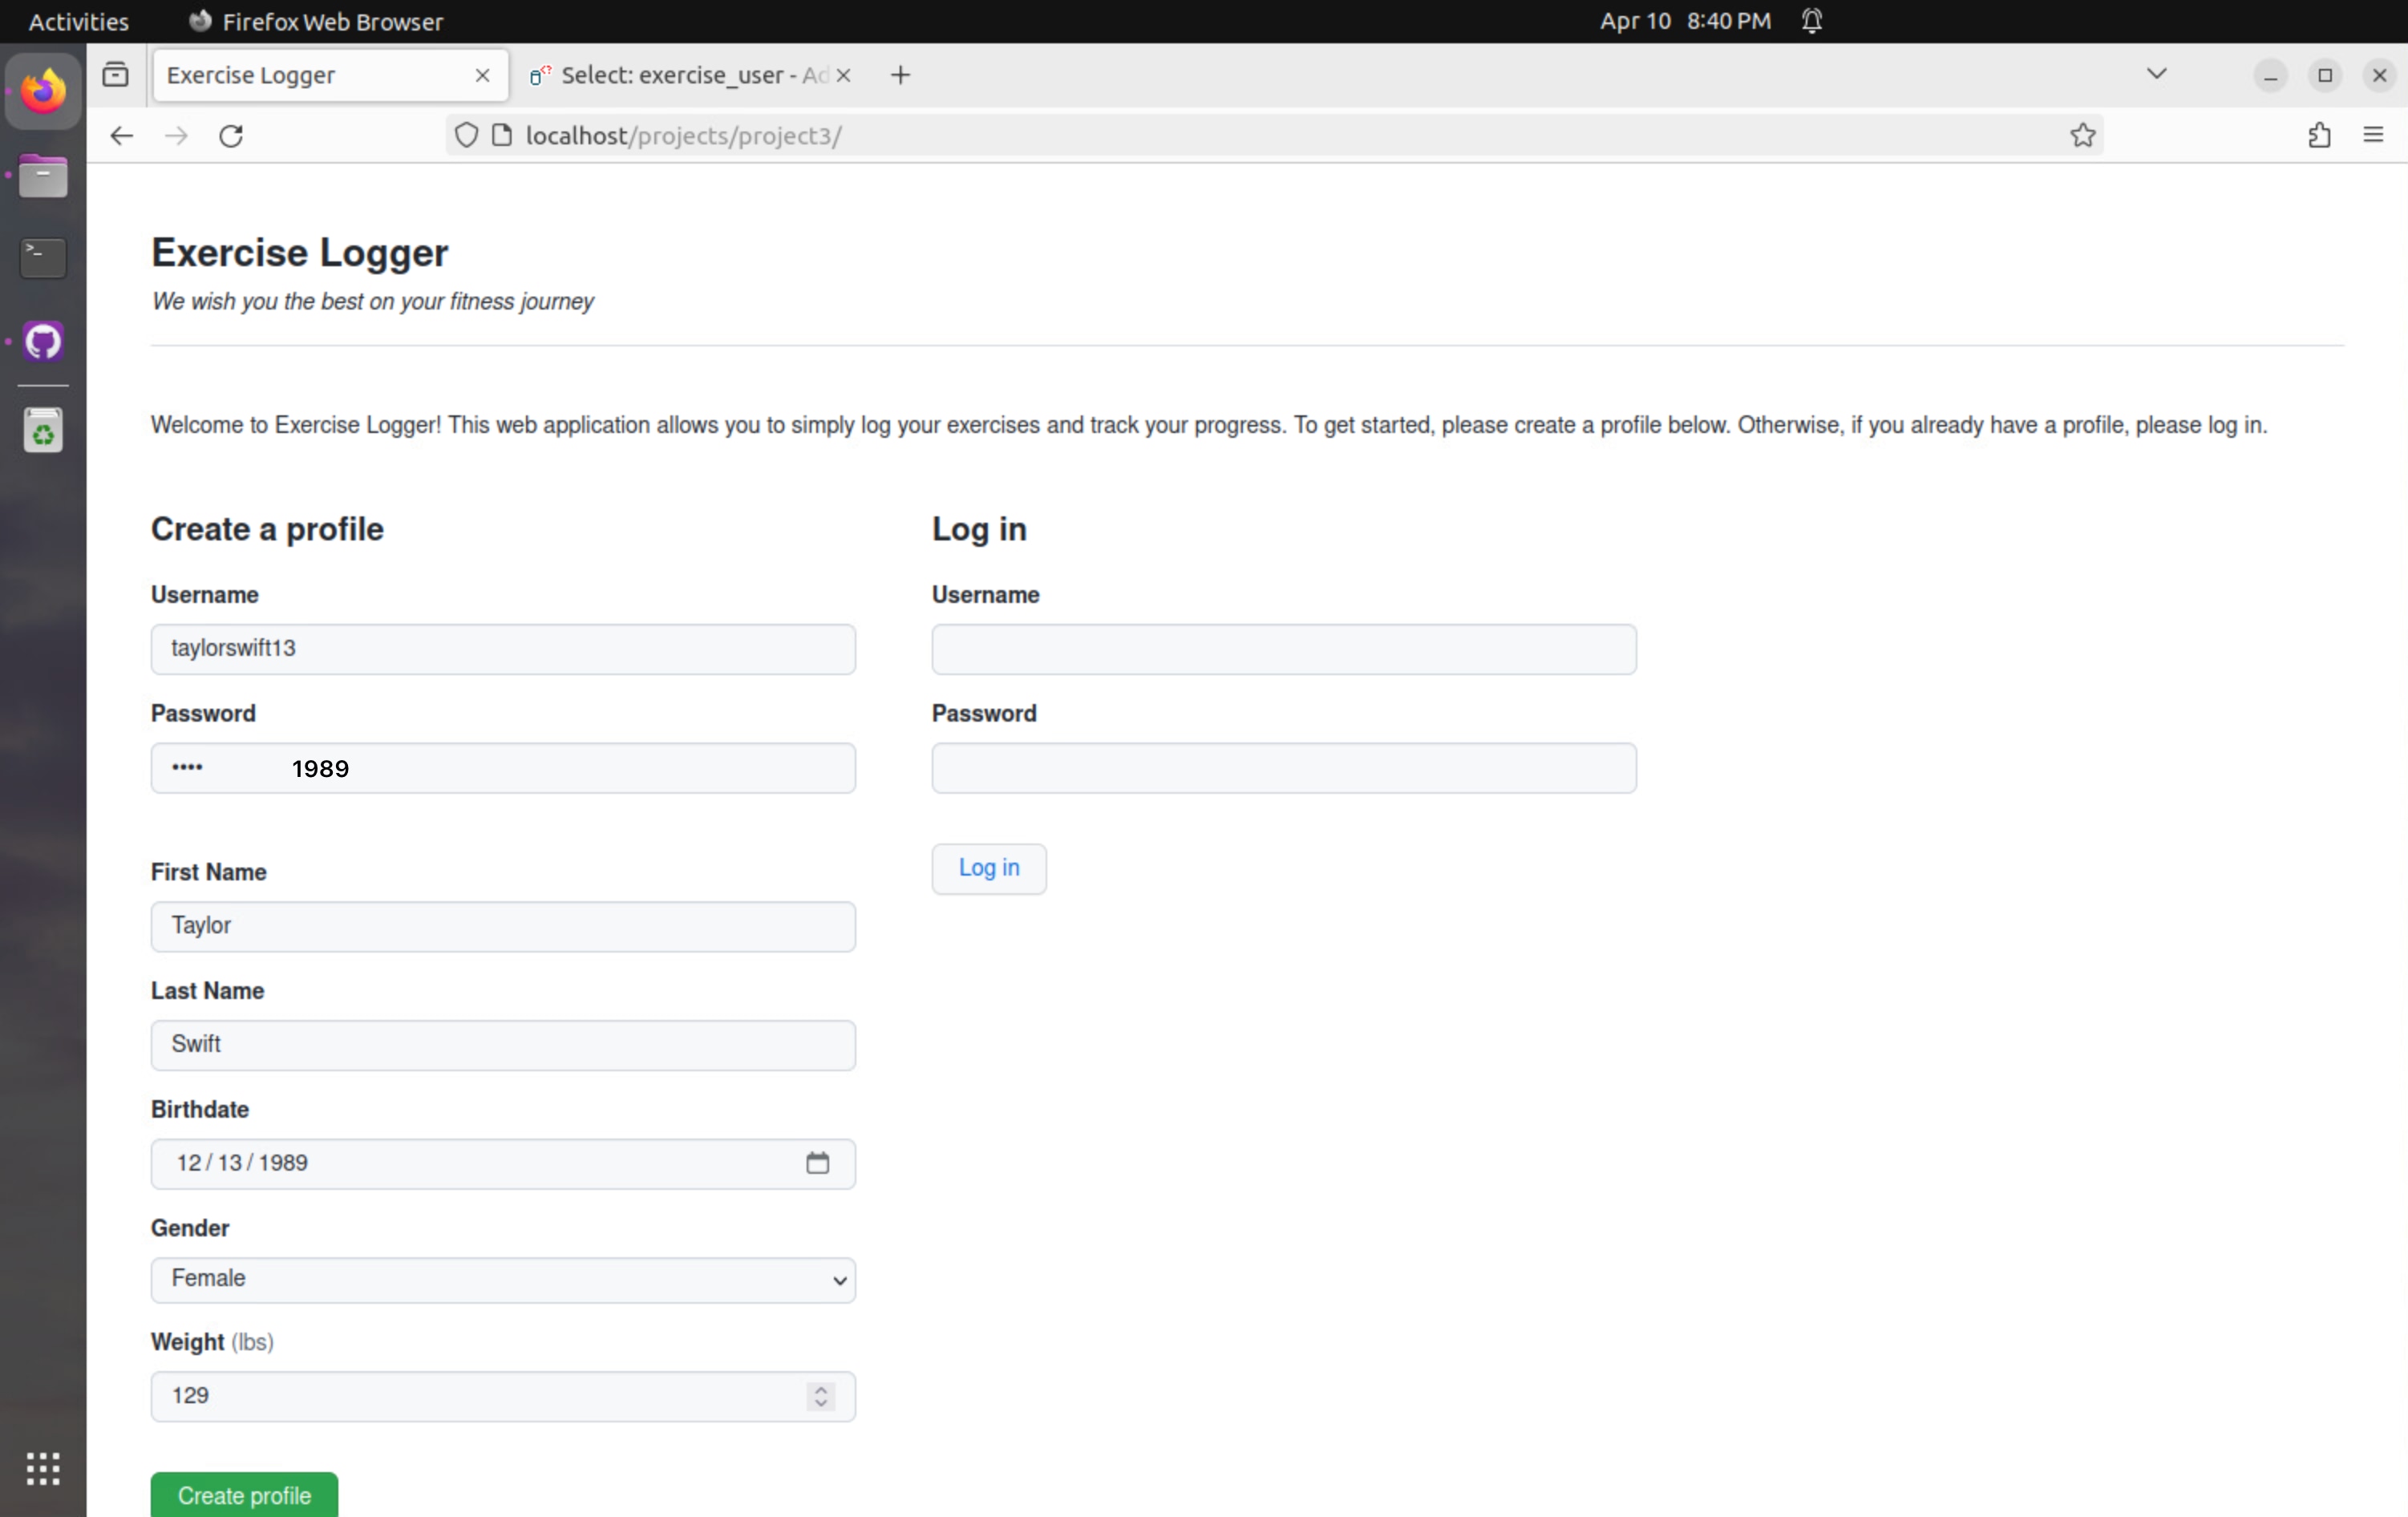 Activities Firefox Web Browser Apr 10 8:40 PM
Exercise Logger Select: exercise_user - Ad
localhost/projects/project3/
Exercise Logger
We wish you the best on your fitness journey
Welcome to Exercise Logger! This web application allows you to simply log your exercises and track your progress. To get started, please create a profile below. Otherwise, if you already have a profile, please log in.
Create a profile
Username
taylorswift13
Password
•••• 1989
First Name
Taylor
Last Name
Swift
Birthdate
12 / 13 / 1989
Gender
Female
Weight (lbs)
129
Create profile
Log in
Username
Password
Log in